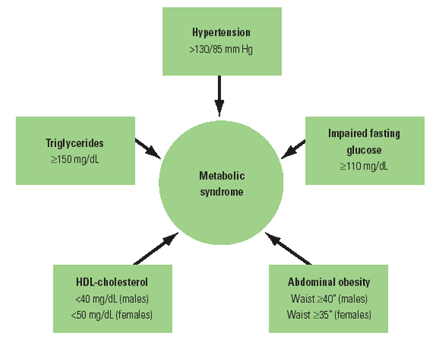 Hypertension
>130/85 mm Hg
Triglycerides
≥150 mg/dL
Impaired fasting
glucose
≥110 mg/dL
Metabolic
syndrome
HDL-cholesterol
<40 mg/dL (males)
<50 mg/dL (females)
Abdominal obesity
Waist ≥40" (males)
Waist ≥35" (females)